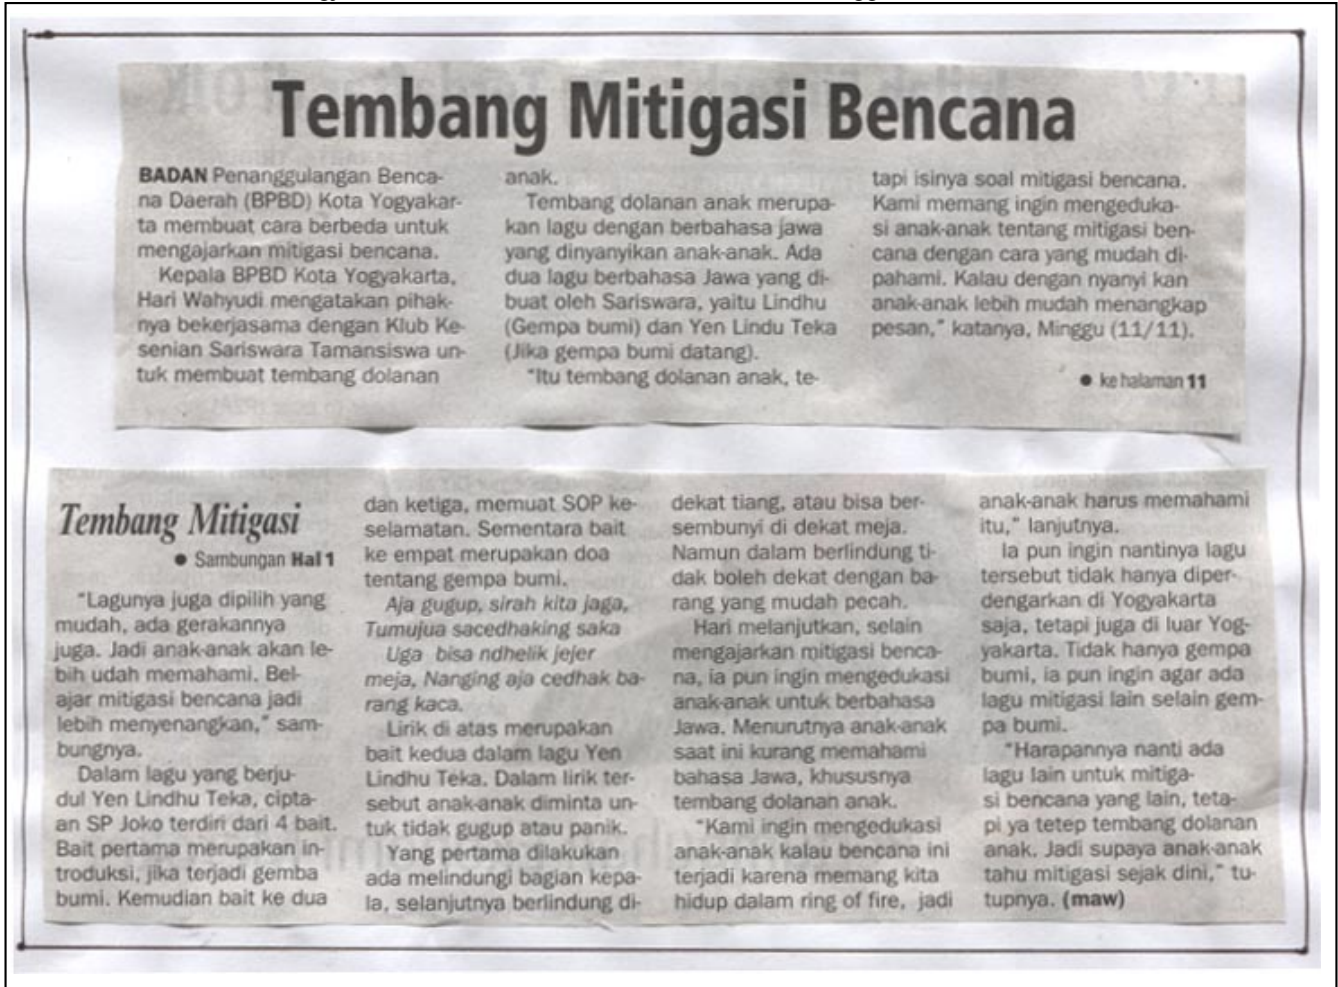 Tembang Mitigasi Bencana
BADAN Penanggulangan Benca-
na Daerah (BPBD) Kota Yogyakar-
ta membuat cara berbeda untuk
mengajarkan mitigasi bencana.
Kepala BPBD Kota Yogyakarta,
Hari Wahyudi mengatakan pihak-
nya bekerjasama dengan Klub Ke-
senian Sariswara Tamansiswa un-
tuk membuat tembang dolanan
anak.
Tembang dolanan anak merupa-
kan lagu dengan berbahasa jawa
yang dinyanyikan anak-anak. Ada
dua lagu berbahasa Jawa yang di-
buat oleh Sariswara, yaitu Lindhu
(Gempa bumi) dan Yen Lindu Teka
(Jika gempa bumi datang).
"Itu tembang dolanan anak, te-
tapi isinya soal mitigasi bencana.
Kami memang ingin mengeduka-
si anak-anak tentang mitigasi ben-
cana dengan cara yang mudah di-
pahami. Kalau dengan nyanyi kan
anak-anak lebih mudah menangkap
pesan," katanya, Minggu (11/11).
● ke halaman 11
Tembang Mitigasi
● Sambungan Hal 1
"Lagunya juga dipilih yang
mudah, ada gerakannya
juga. Jadi anak-anak akan le-
bih udah memahami. Bel-
ajar mitigasi bencana jadi
lebih menyenangkan," sam-
bungnya.
Dalam lagu yang berju-
dul Yen Lindhu Teka, cipta-
an SP Joko terdiri dari 4 bait.
Bait pertama merupakan in-
troduksi, jika terjadi gemba
bumi. Kemudian bait ke dua
dan ketiga, memuat SOP ke-
selamatan. Sementara bait
ke empat merupakan doa
tentang gempa bumi.
Aja gugup, sirah kita jaga,
Tumujua sacedhaking saka
Uga bisa ndhelik jejer
meja, Nanging aja cedhak ba-
rang kaca.
Lirik di atas merupakan
bait kedua dalam lagu Yen
Lindhu Teka. Dalam lirik ter-
sebut anak-anak diminta un-
tuk tidak gugup atau panik.
Yang pertama dilakukan
ada melindungi bagian kepa-
la, selanjutnya berlindung di-
dekat tiang, atau bisa ber-
sembunyi di dekat meja.
Namun dalam berlindung ti-
dak boleh dekat dengan ba-
rang yang mudah pecah.
Hari melanjutkan, selain
mengajarkan mitigasi benca-
na, ia pun ingin mengedukasi
anak-anak untuk berbahasa
Jawa. Menurutnya anak-anak
saat ini kurang memahami
bahasa Jawa, khususnya
tembang dolanan anak.
"Kami ingin mengedukasi
anak-anak kalau bencana ini
terjadi karena memang kita
hidup dalam ring of fire, jadi
anak-anak harus memahami
itu," lanjutnya.
Ia pun ingin nantinya lagu
tersebut tidak hanya diper-
dengarkan di Yogyakarta
saja, tetapi juga di luar Yog-
yakarta. Tidak hanya gempa
bumi, ia pun ingin agar ada
lagu mitigasi lain selain gem-
pa bumi.
"Harapannya nanti ada
lagu lain untuk mitiga-
si bencana yang lain, teta-
pi ya tetep tembang dolanan
anak. Jadi supaya anak-anak
tahu mitigasi sejak dini," tu-
tupnya. (maw)